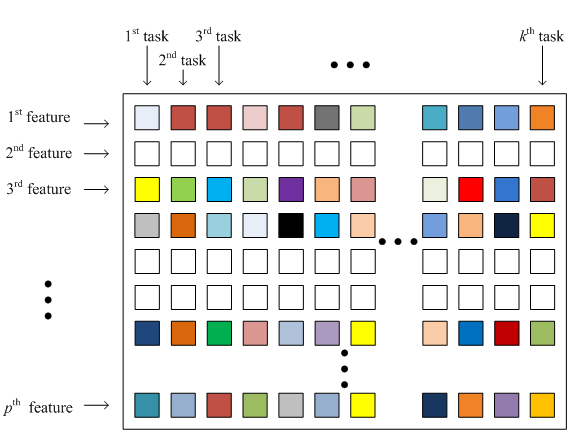 1st task
2nd task
3rd task
kth task
1st feature
2nd feature
3rd feature
pth feature